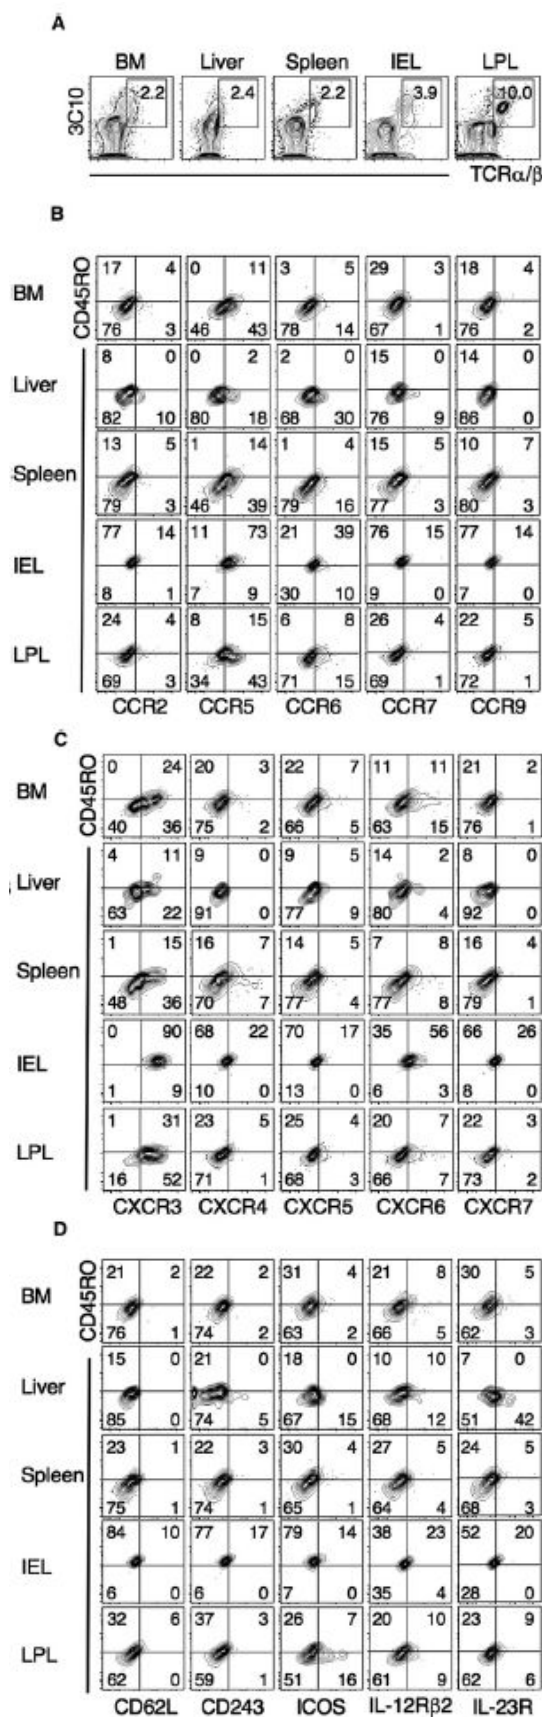 A
BM Liver Spleen IEL LPL
3C10
2.2 2.4 2.2 3.9 10.0
TCRα/β
B
CD45RO
BM
17 4 0 11 3 5 29 3 18 4
76 3 46 43 78 14 67 1 76 2
Liver
8 0 0 2 2 0 15 0 14 0
82 10 80 18 68 30 76 9 86 0
Spleen
13 5 1 14 1 4 15 5 10 7
79 3 46 39 79 16 77 3 80 3
IEL
77 14 11 73 21 39 76 15 77 14
8 1 7 9 30 10 9 0 7 0
LPL
24 4 8 15 6 8 26 4 22 5
69 3 34 43 71 15 69 1 72 1
CCR2 CCR5 CCR6 CCR7 CCR9
C
CD45RO
BM
0 24 20 3 22 7 11 11 21 2
40 36 75 2 66 5 63 15 76 1
Liver
4 11 9 0 9 5 14 2 8 0
63 22 91 0 77 9 80 4 92 0
Spleen
1 15 16 7 14 5 7 8 16 4
48 36 70 7 77 4 77 8 79 1
IEL
0 90 68 22 70 17 35 56 66 26
1 9 10 0 13 0 6 3 8 0
LPL
1 31 23 5 25 4 20 7 22 3
16 52 71 1 68 3 66 7 73 2
CXCR3 CXCR4 CXCR5 CXCR6 CXCR7
D
CD45RO
BM
21 2 22 2 31 4 21 8 30 5
76 1 74 2 63 2 66 5 62 3
Liver
15 0 21 0 18 0 10 10 7 0
85 0 74 5 67 15 68 12 51 42
Spleen
23 1 22 3 30 4 27 5 24 5
75 1 74 1 65 1 64 4 68 3
IEL
84 10 77 17 79 14 38 23 52 20
6 0 6 0 7 0 35 4 28 0
LPL
32 6 37 3 26 7 20 10 23 9
62 0 59 1 51 16 61 9 62 6
CD62L CD243 ICOS IL-12Rβ2 IL-23R